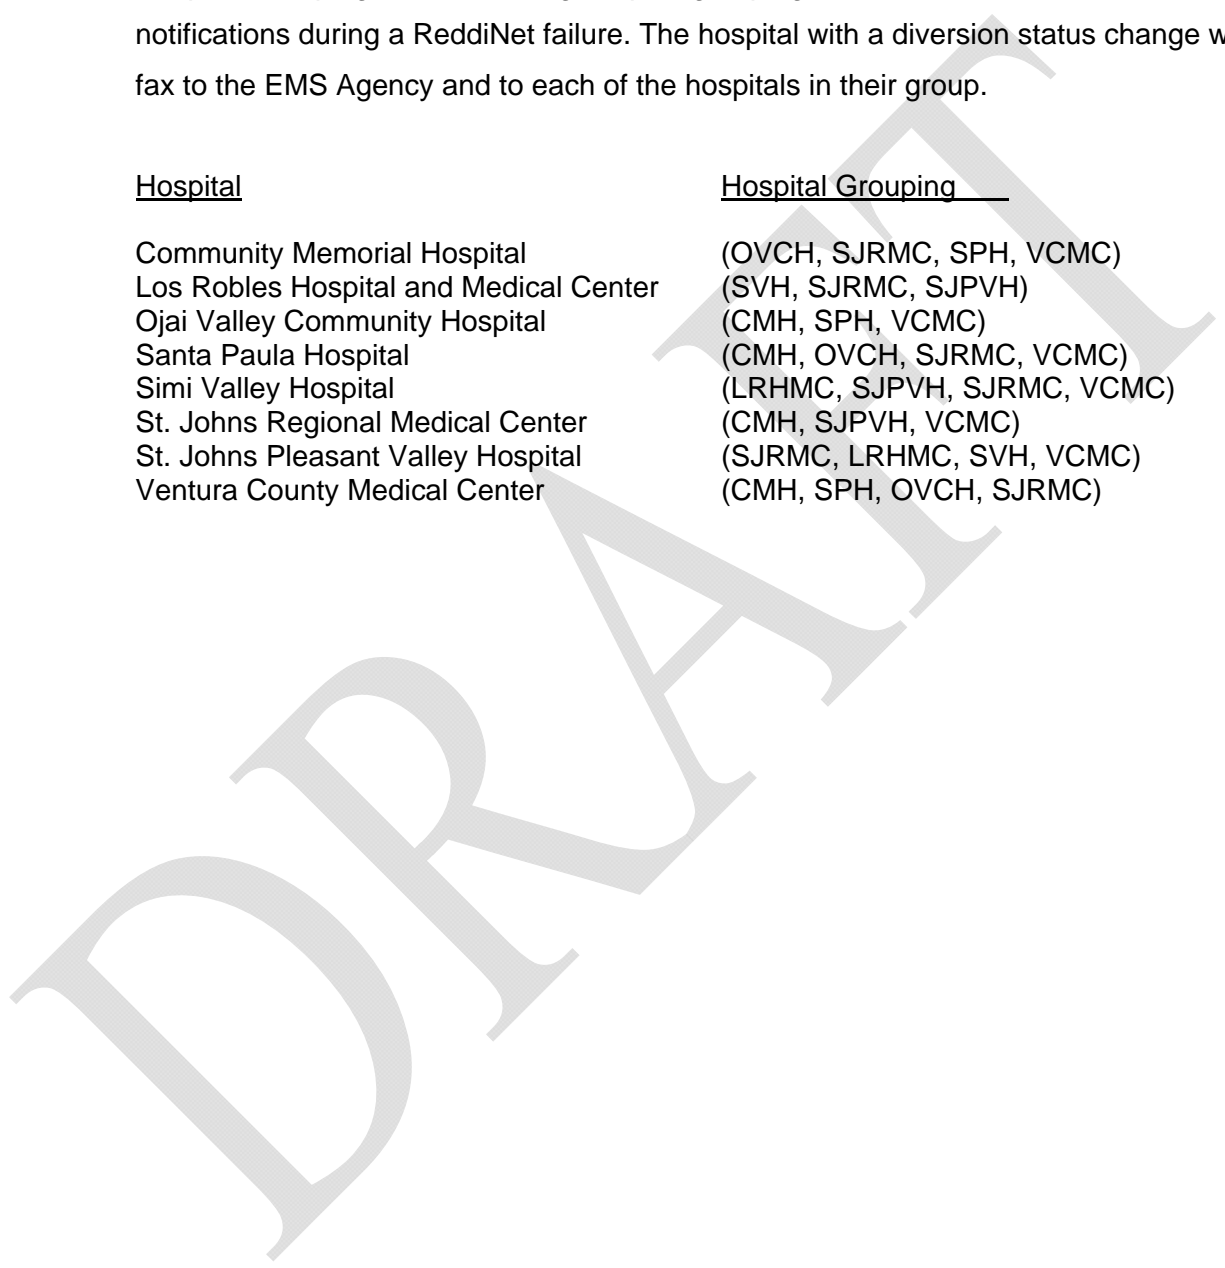 notifications during a ReddiNet failure. The hospital with a diversion status change
fax to the EMS Agency and to each of the hospitals in their group.
Hospital Hospital Grouping
Community Memorial Hospital (OVCH, SJRMC, SPH, VCMC)
Los Robles Hospital and Medical Center (SVH, SJRMC, SJPVH)
Ojai Valley Community Hospital (CMH, SPH, VCMC)
Santa Paula Hospital (CMH, OVCH, SJRMC, VCMC)
Simi Valley Hospital (LRHMC, SJPVH, SJRMC, VCMC)
St. Johns Regional Medical Center (CMH, SJPVH, VCMC)
St. Johns Pleasant Valley Hospital (SJRMC, LRHMC, SVH, VCMC)
Ventura County Medical Center (CMH, SPH, OVCH, SJRMC)
DRAFT